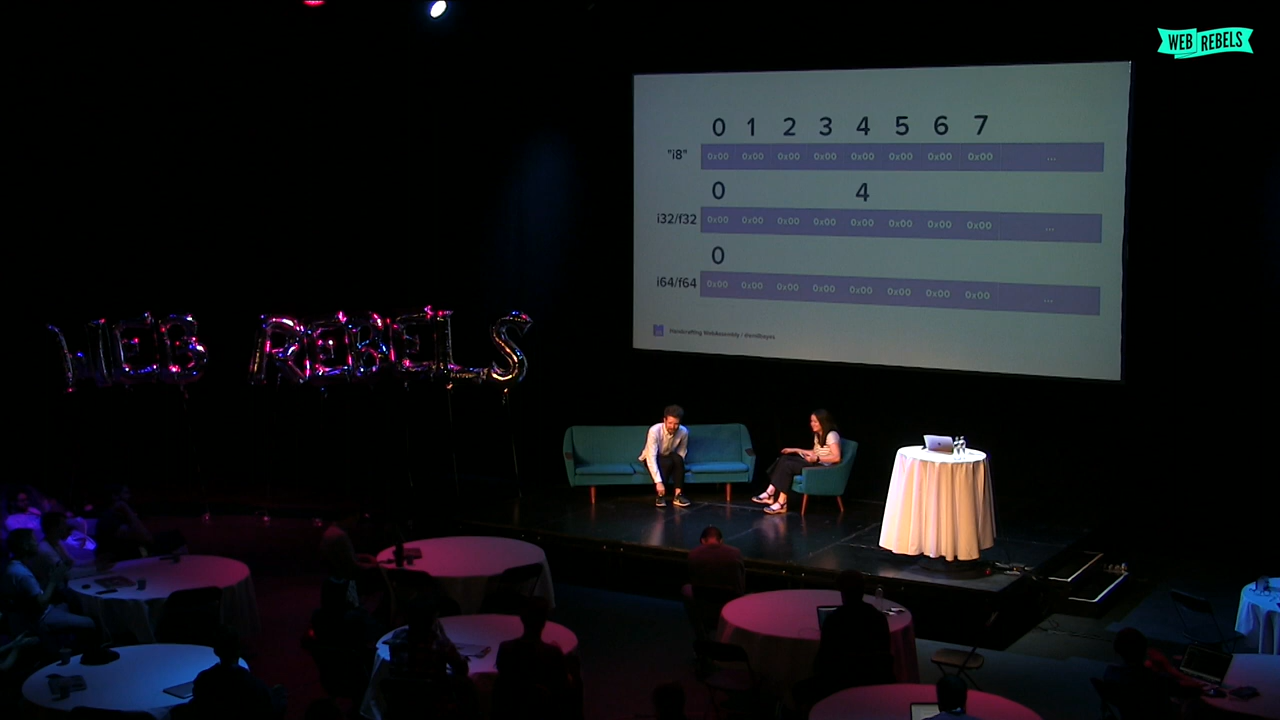 WEB REBELS
0 1 2 3 4 5 6 7
"i8" 0x00 0x00 0x00 0x00 0x00 0x00 0x00 0x00 ...
0 4
i32/f32 0x00 0x00 0x00 0x00 0x00 0x00 0x00 0x00 ...
0
i64/f64 0x00 0x00 0x00 0x00 0x00 0x00 0x00 0x00 ...
Handcrafting WebAssembly /
WEB REBELS